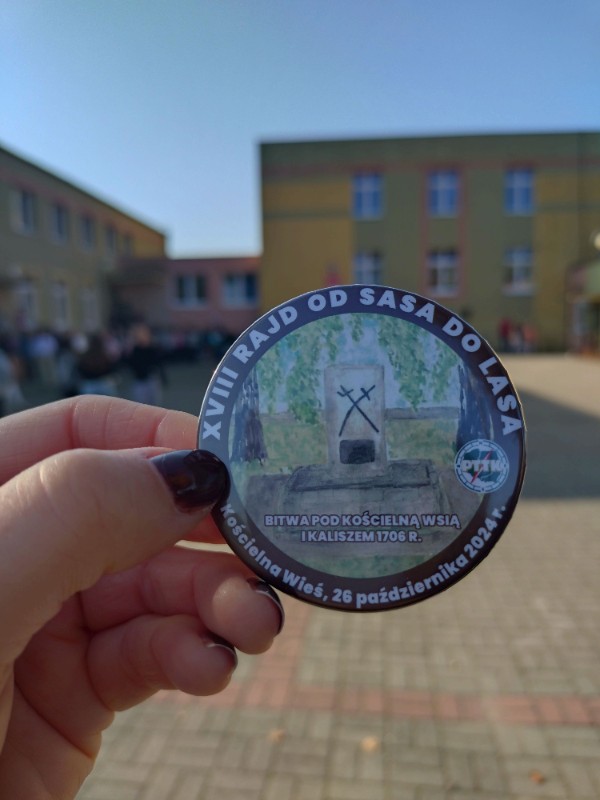 XVIII RAJD OD SASA DO LASA
PTTK
BITWA POD KOŚCIELNĄ WSIĄ
I KALISZEM 1706 R.
Kościelna Wieś, 26 października 2024 r.